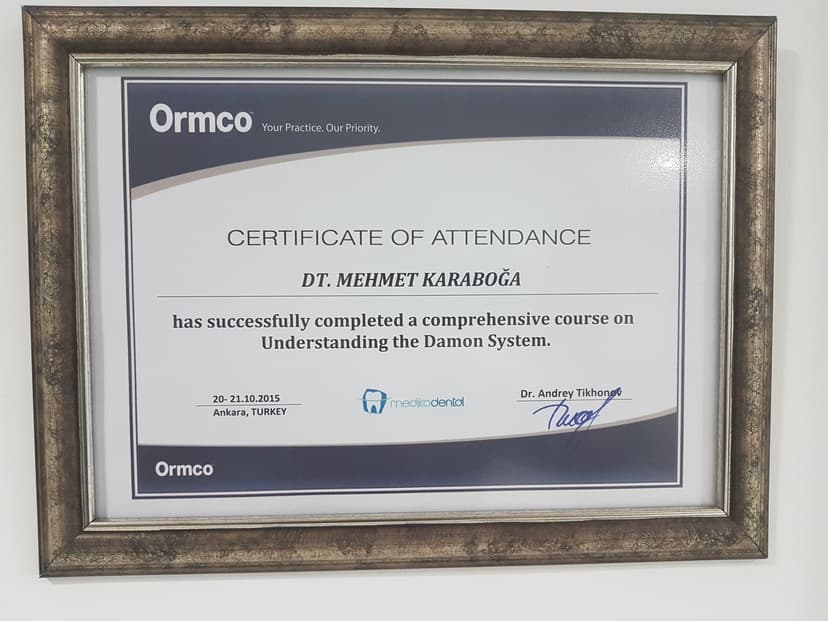 Ormco Your Practice. Our Priority.
CERTIFICATE OF ATTENDANCE
DT. MEHMET KARABOĞA
has successfully completed a comprehensive course on
Understanding the Damon System.
20- 21.10.2015
Ankara, TURKEY
medikodental
Dr. Andrey Tikhonov
Ormco